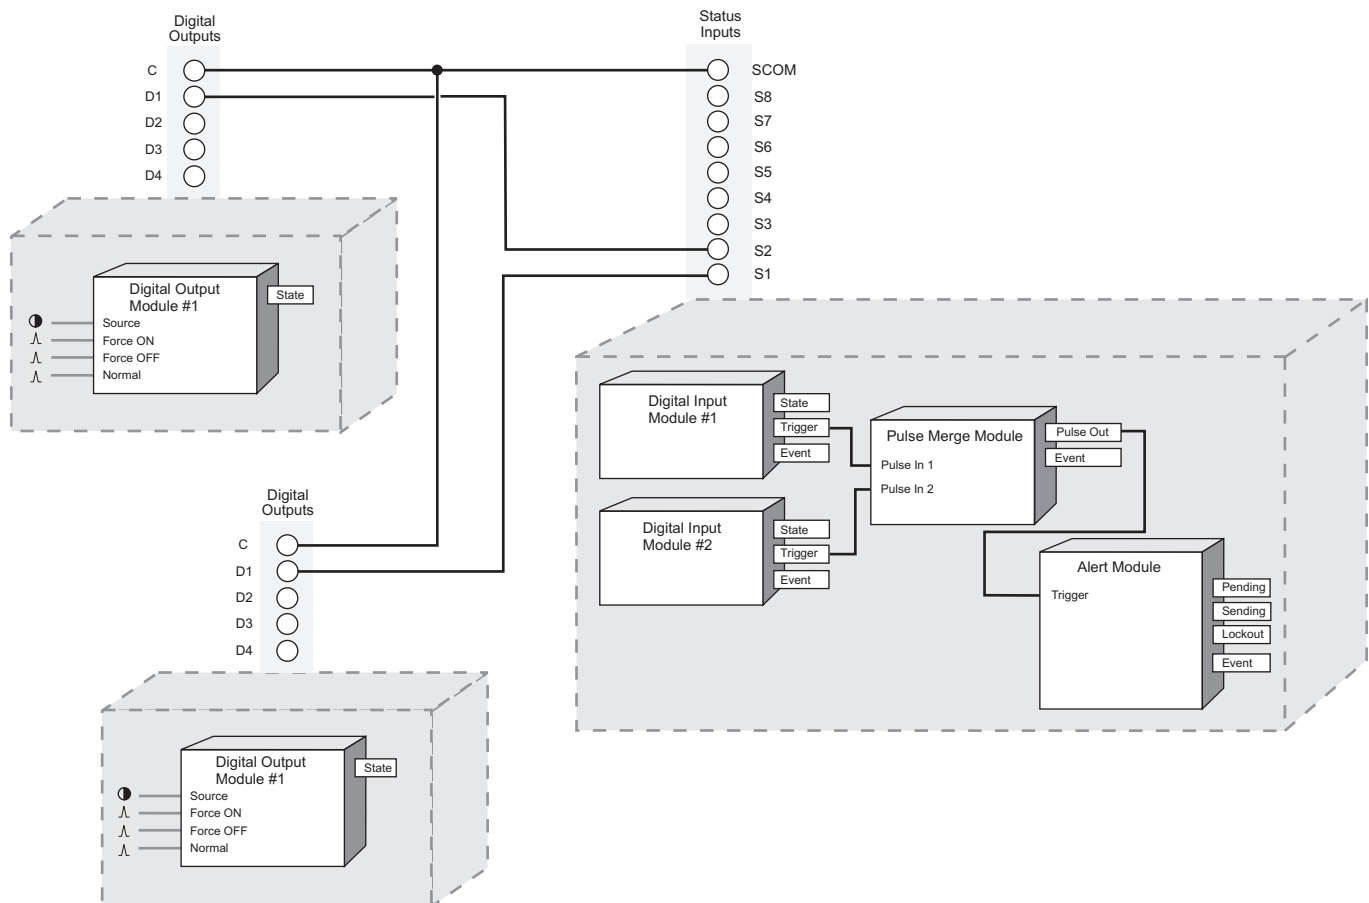 Digital
Outputs
C
D1
D2
D3
D4
Digital Output
Module #1
Source
Force ON
Force OFF
Normal
State
Status
Inputs
SCOM
S8
S7
S6
S5
S4
S3
S2
S1
Digital Input
Module #1
State
Trigger
Event
Digital Input
Module #2
State
Trigger
Event
Pulse Merge Module
Pulse In 1
Pulse In 2
Pulse Out
Event
Alert Module
Trigger
Pending
Sending
Lockout
Event
Digital
Outputs
C
D1
D2
D3
D4
Digital Output
Module #1
Source
Force ON
Force OFF
Normal
State